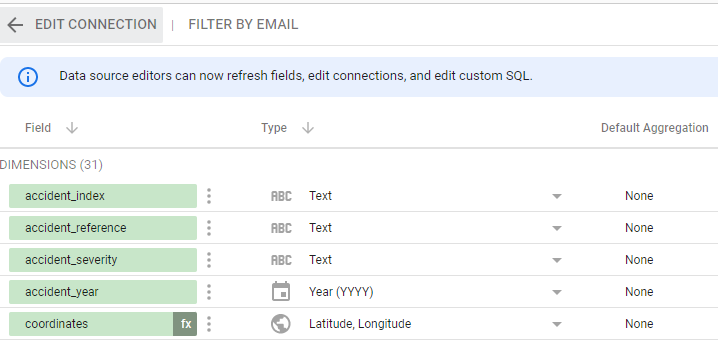 EDIT CONNECTION | FILTER BY EMAIL
Data source editors can now refresh fields, edit connections, and edit custom SQL.
Field Type Default Aggregation
DIMENSIONS (31)
accident_index ABC Text None
accident_reference ABC Text None
accident_severity ABC Text None
accident_year Year (YYYY) None
coordinates fx Latitude, Longitude None